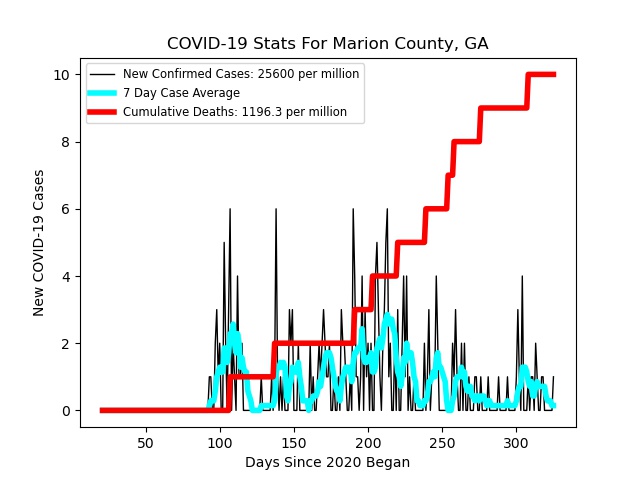 COVID-19 Stats For Marion County, GA
New Confirmed Cases: 25600 per million
7 Day Case Average
Cumulative Deaths: 1196.3 per million
New COVID-19 Cases
10
8
6
4
2
0
50 100 150 200 250 300
Days Since 2020 Began